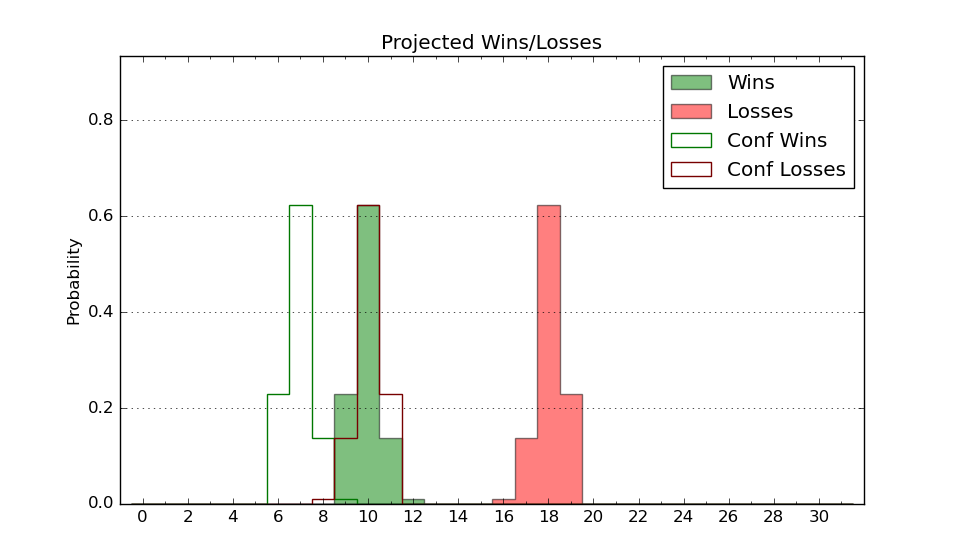 Projected Wins/Losses
Wins
Losses
Conf Wins
Conf Losses
Probability
0.8
0.6
0.4
0.2
0.0
0 2 4 6 8 10 12 14 16 18 20 22 24 26 28 30